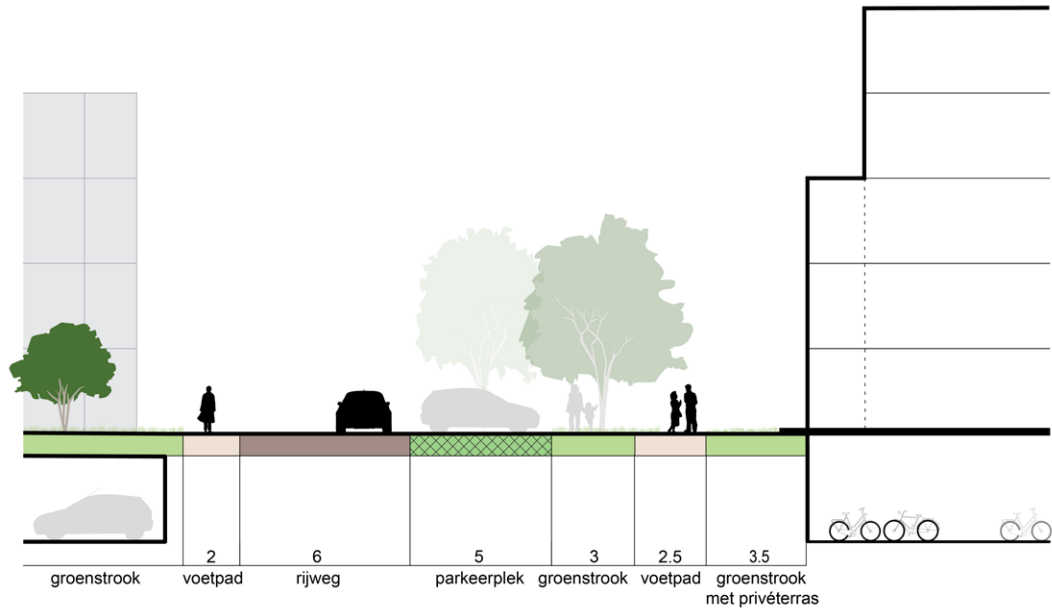 2 6 5 3 2.5 3.5
groenstrook voetpad rijweg parkeerplek groenstrook voetpad groenstrook
met privéterras